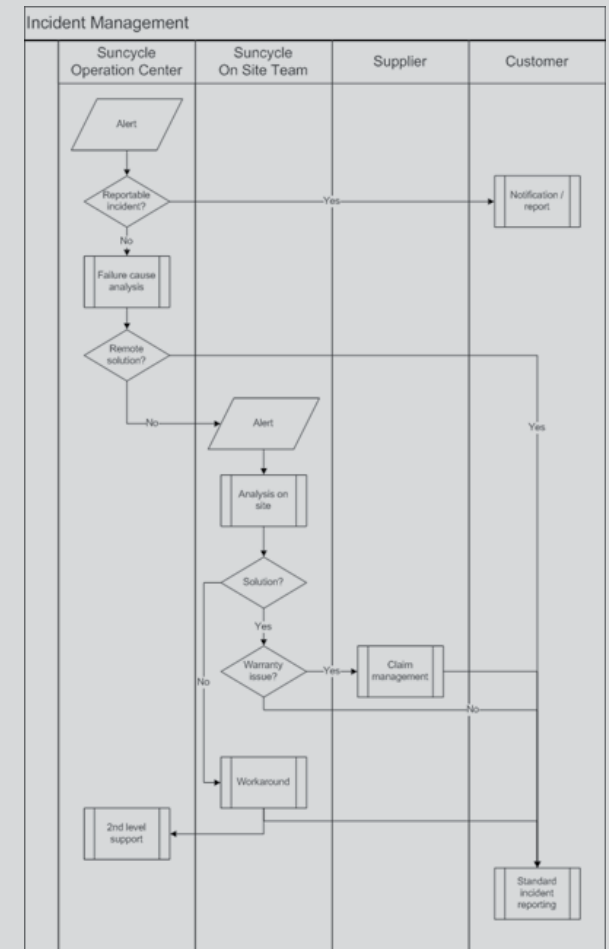 Incident Management
Suncycle
Operation Center
Suncycle
On Site Team
Supplier
Customer
Alert
Reportable
incident?
Yes
Notification /
report
No
Failure cause
analysis
Remote
solution?
No
Alert
Yes
Analysis on
site
Solution?
Yes
Warranty
issue?
Yes
Claim
management
No
No
Workaround
2nd level
support
Standard
incident
reporting